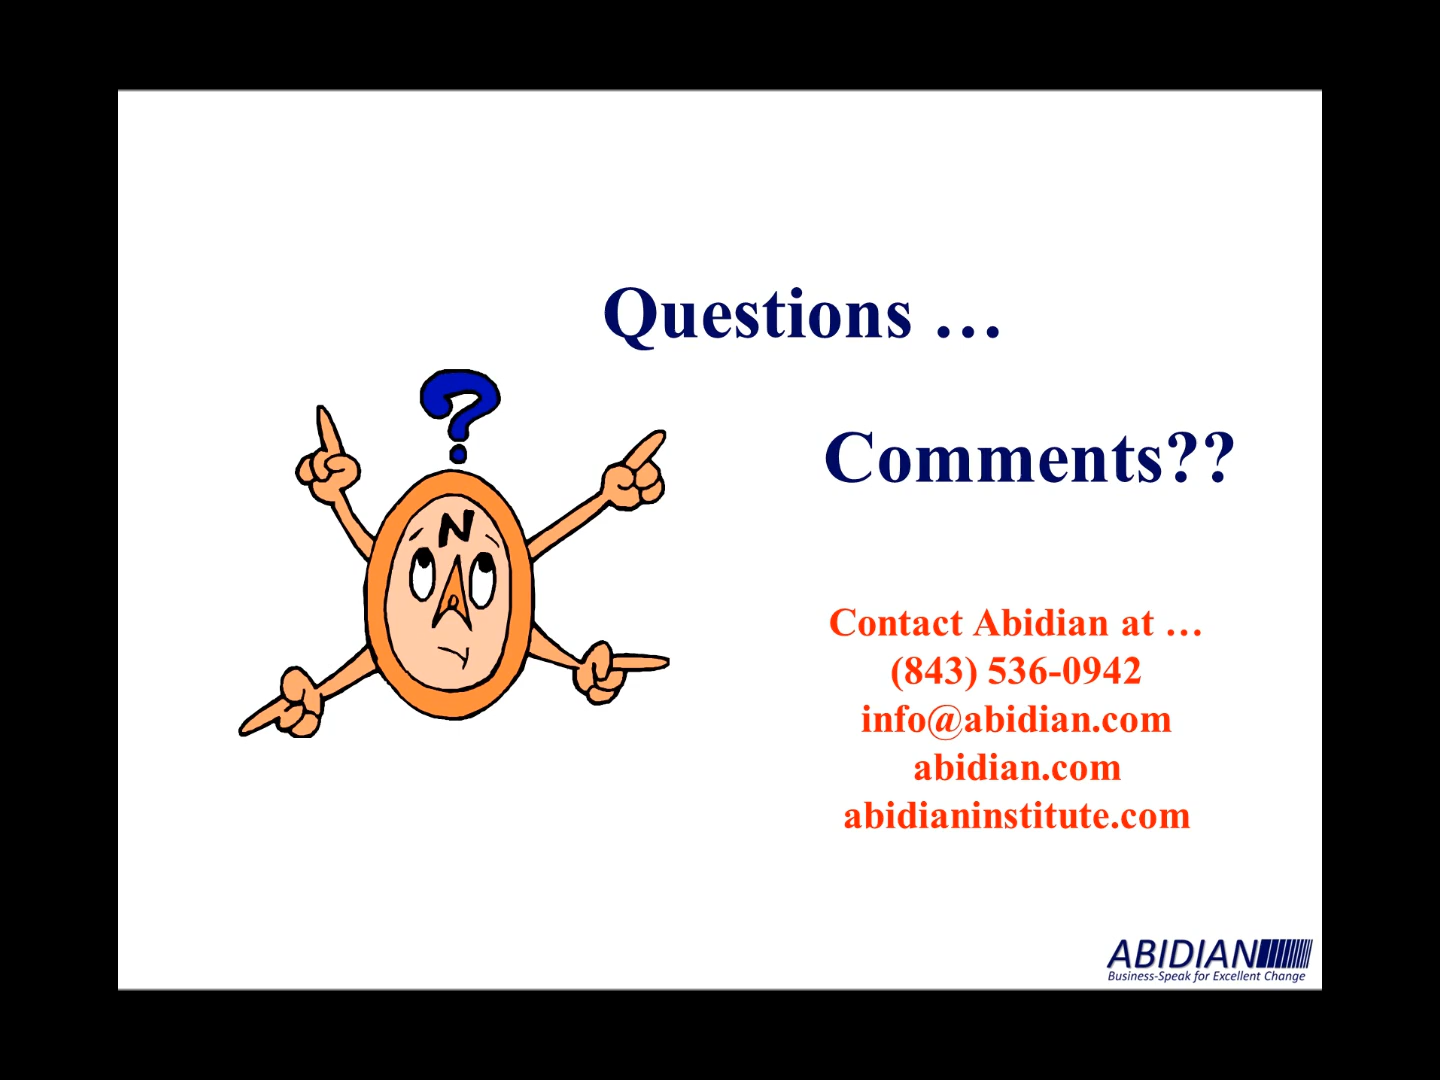 Questions …
?
Comments??
N
Contact Abidian at …
(843) 536-0942
info@abidian.com
abidian.com
abidianinstitute.com
ABIDIAN
Business-Speak for Excellent Change